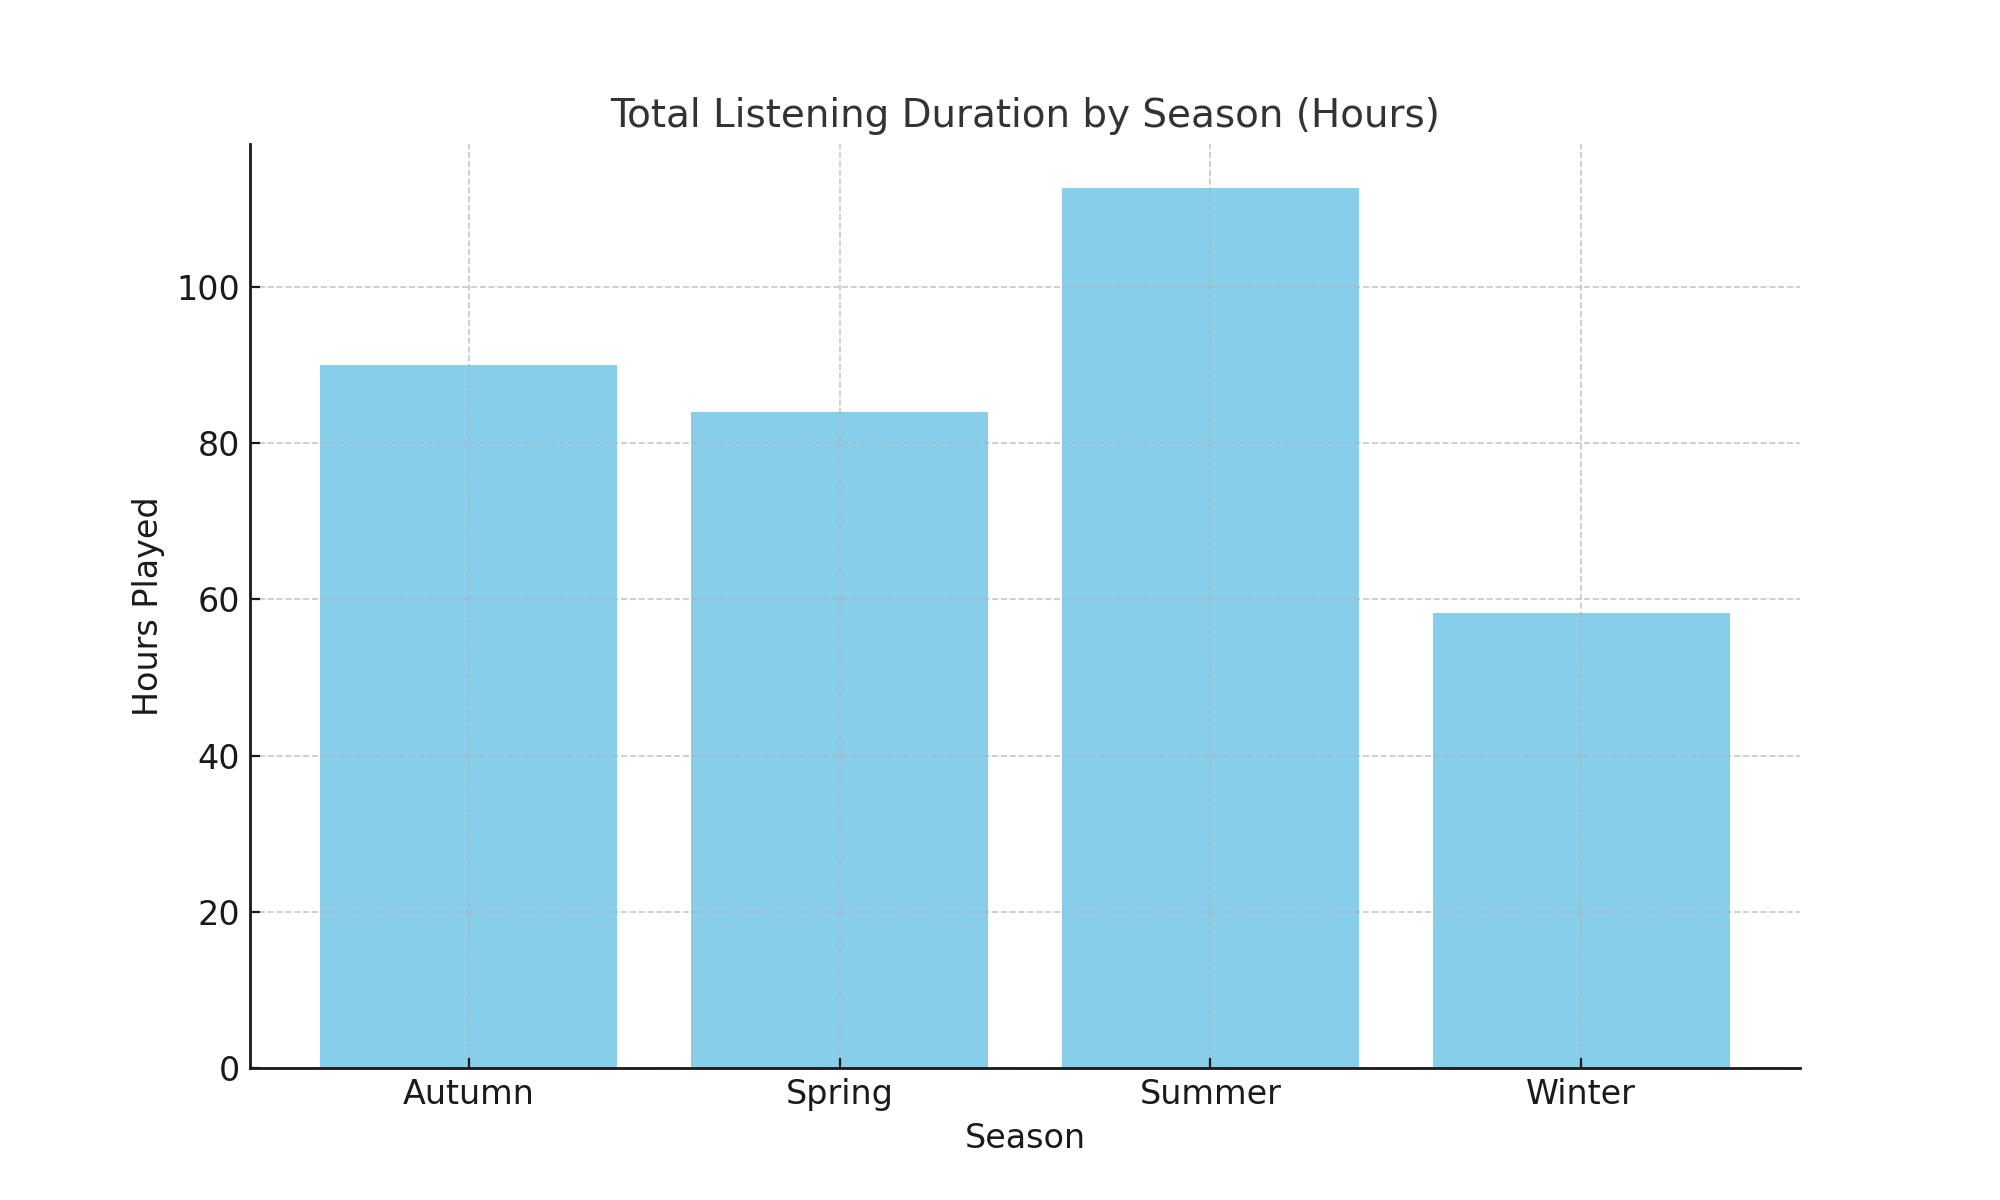 Total Listening Duration by Season (Hours)
100
80
60
40
20
0
Hours Played
Autumn Spring Summer Winter
Season